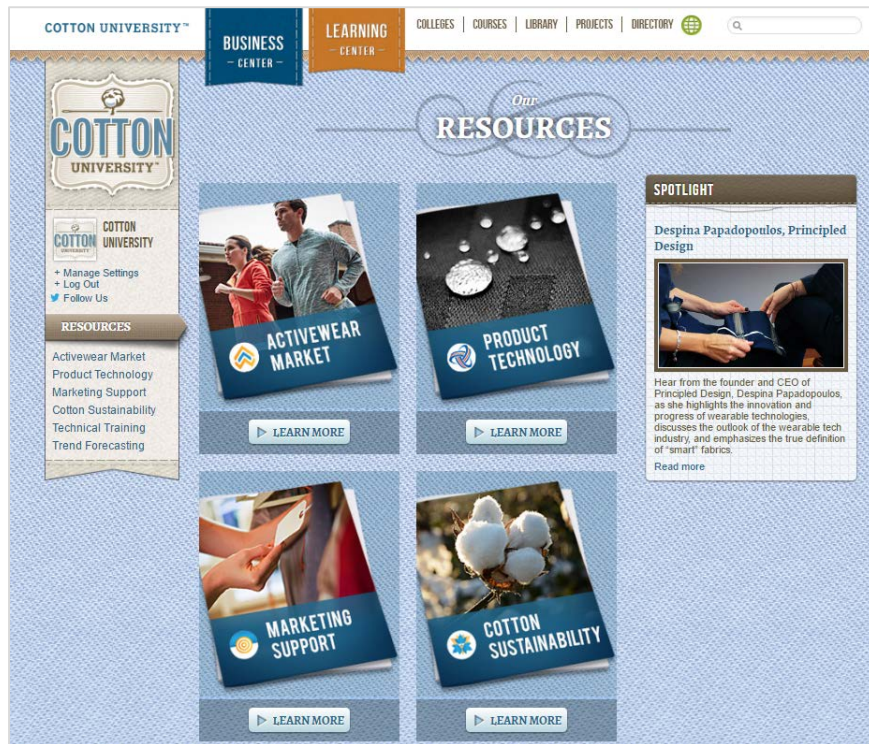 COTTON UNIVERSITY™
BUSINESS
– CENTER –
LEARNING
– CENTER –
COLLEGES
COURSES
LIBRARY
PROJECTS
DIRECTORY
COTTON
UNIVERSITY™
Our
RESOURCES
COTTON
UNIVERSITY
COTTON
UNIVERSITY
+ Manage Settings
+ Log Out
Follow Us
RESOURCES
Activewear Market
Product Technology
Marketing Support
Cotton Sustainability
Technical Training
Trend Forecasting
ACTIVEWEAR
MARKET
LEARN MORE
PRODUCT
TECHNOLOGY
LEARN MORE
MARKETING
SUPPORT
LEARN MORE
COTTON
SUSTAINABILITY
LEARN MORE
SPOTLIGHT
Despina Papadopoulos, Principled
Design
Hear from the founder and CEO of
Principled Design, Despina Papadopoulos,
as she highlights the innovation and
progress of wearable technologies,
discusses the outlook of the wearable tech
industry, and emphasizes the true definition
of "smart" fabrics.
Read more